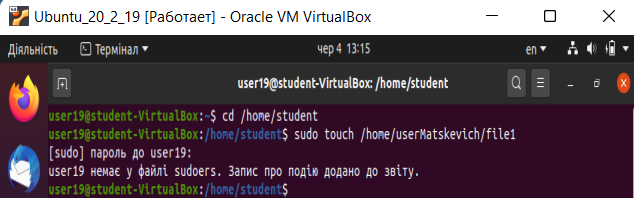 Ubuntu_20_2_19 [Работает] - Oracle VM VirtualBox
Діяльність Термінал чер 4 13:15 en
user19@student-VirtualBox: /home/student
user19@student-VirtualBox:~$ cd /home/student
user19@student-VirtualBox:/home/student$ sudo touch /home/userMatskevich/file1
[sudo] пароль до user19:
user19 немає у файлі sudoers. Запис про подію додано до звіту.
user19@student-VirtualBox:/home/student$